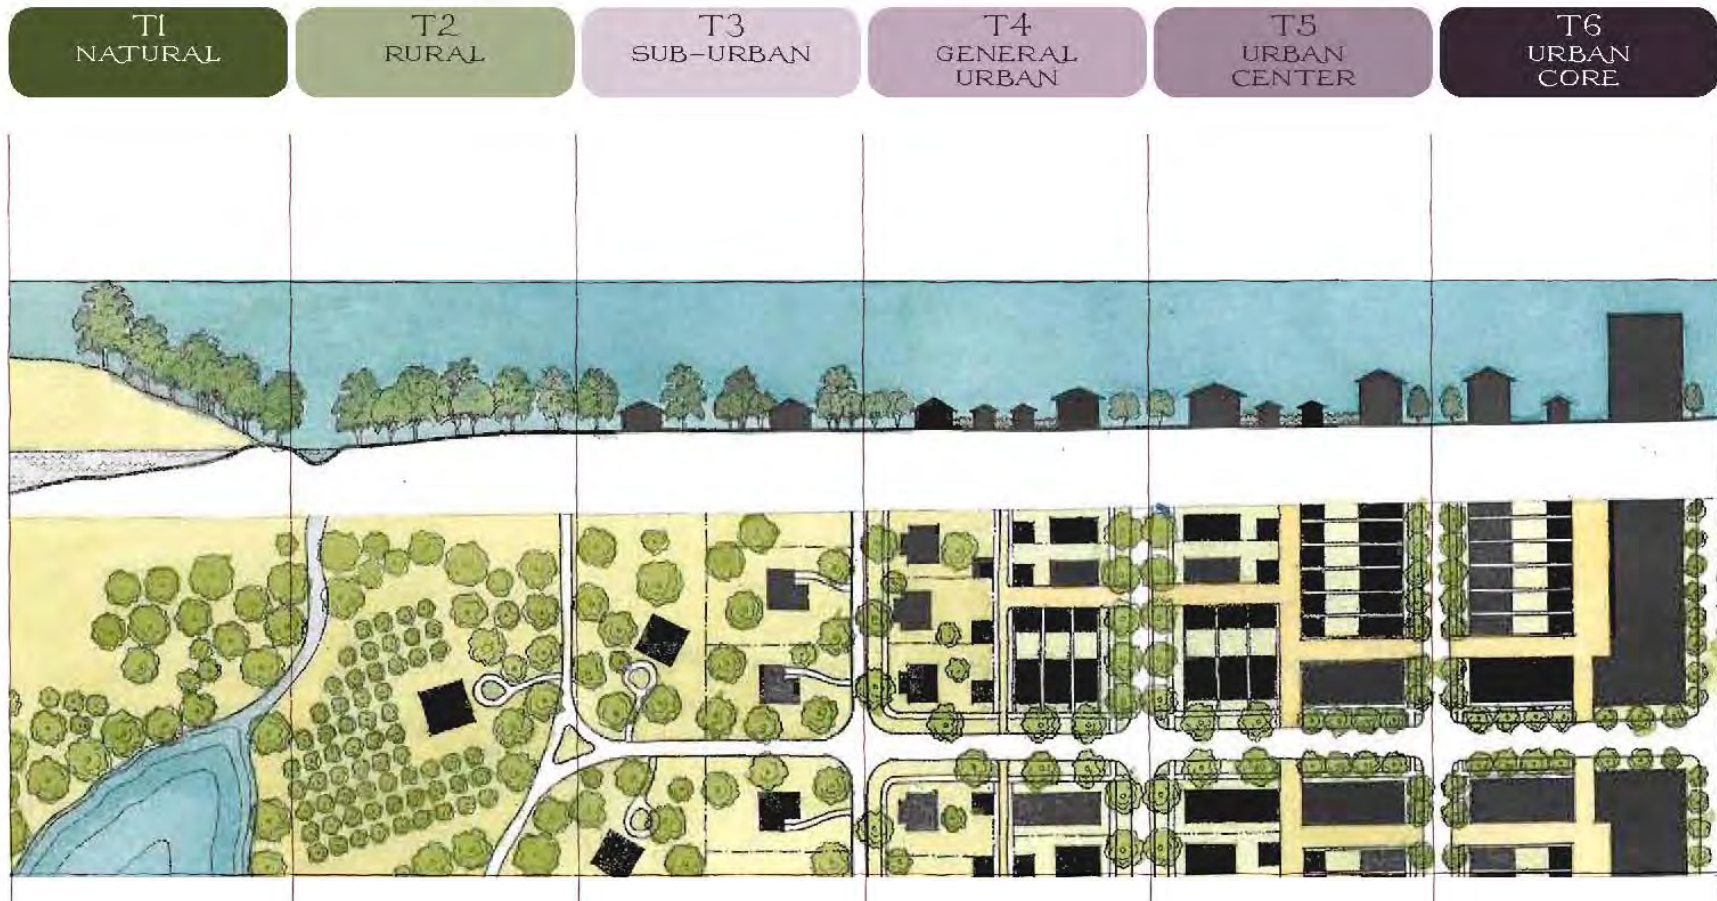 T1
NATURAL
T2
RURAL
T3
SUB-URBAN
T4
GENERAL
URBAN
T5
URBAN
CENTER
T6
URBAN
CORE